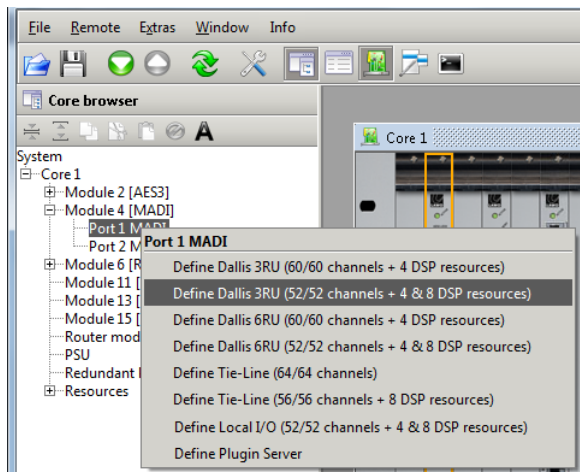 File Remote Extras Window Info
Core browser
A
System
Core 1
Module 2 [AES3]
Module 4 [MADI]
Port 1 MADI
Port 2 M
Module 6 [R
Module 11 [
Module 13 [
Module 15 [
Router mod
PSU
Redundant
Resources
Core 1
Port 1 MADI
Define Dallis 3RU (60/60 channels + 4 DSP resources)
Define Dallis 3RU (52/52 channels + 4 & 8 DSP resources)
Define Dallis 6RU (60/60 channels + 4 DSP resources)
Define Dallis 6RU (52/52 channels + 4 & 8 DSP resources)
Define Tie-Line (64/64 channels)
Define Tie-Line (56/56 channels + 8 DSP resources)
Define Local I/O (52/52 channels + 4 & 8 DSP resources)
Define Plugin Server